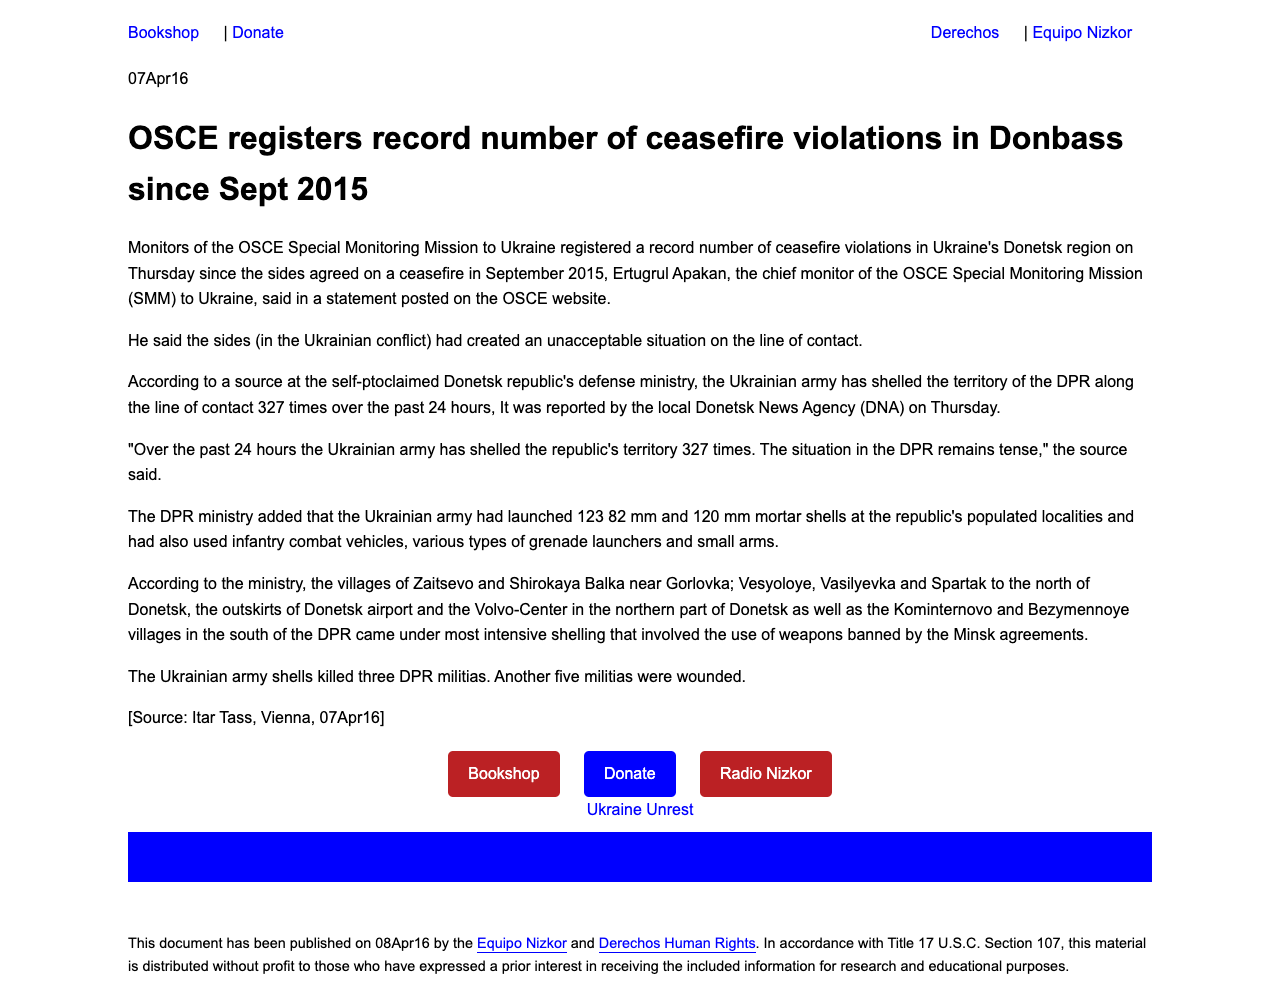 Bookshop | Donate Derechos | Equipo Nizkor
07Apr16
OSCE registers record number of ceasefire violations in Donbass
since Sept 2015
Monitors of the OSCE Special Monitoring Mission to Ukraine registered a record number of ceasefire violations in Ukraine's Donetsk region on
Thursday since the sides agreed on a ceasefire in September 2015, Ertugrul Apakan, the chief monitor of the OSCE Special Monitoring Mission
(SMM) to Ukraine, said in a statement posted on the OSCE website.
He said the sides (in the Ukrainian conflict) had created an unacceptable situation on the line of contact.
According to a source at the self-ptoclaimed Donetsk republic's defense ministry, the Ukrainian army has shelled the territory of the DPR along
the line of contact 327 times over the past 24 hours, It was reported by the local Donetsk News Agency (DNA) on Thursday.
"Over the past 24 hours the Ukrainian army has shelled the republic's territory 327 times. The situation in the DPR remains tense," the source
said.
The DPR ministry added that the Ukrainian army had launched 123 82 mm and 120 mm mortar shells at the republic's populated localities and
had also used infantry combat vehicles, various types of grenade launchers and small arms.
According to the ministry, the villages of Zaitsevo and Shirokaya Balka near Gorlovka; Vesyoloye, Vasilyevka and Spartak to the north of
Donetsk, the outskirts of Donetsk airport and the Volvo-Center in the northern part of Donetsk as well as the Kominternovo and Bezymennoye
villages in the south of the DPR came under most intensive shelling that involved the use of weapons banned by the Minsk agreements.
The Ukrainian army shells killed three DPR militias. Another five militias were wounded.
[Source: Itar Tass, Vienna, 07Apr16]
Bookshop Donate Radio Nizkor
Ukraine Unrest
This document has been published on 08Apr16 by the Equipo Nizkor and Derechos Human Rights. In accordance with Title 17 U.S.C. Section 107, this material
is distributed without profit to those who have expressed a prior interest in receiving the included information for research and educational purposes.